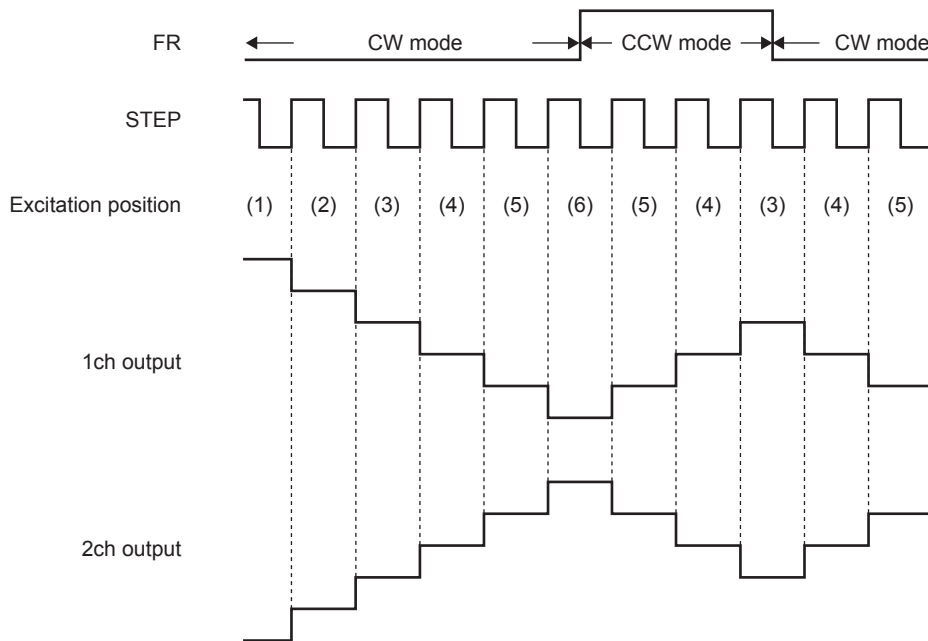 FR CW mode CCW mode CW mode
STEP
Excitation position (1) (2) (3) (4) (5) (6) (5) (4) (3) (4) (5)
1ch output
2ch output